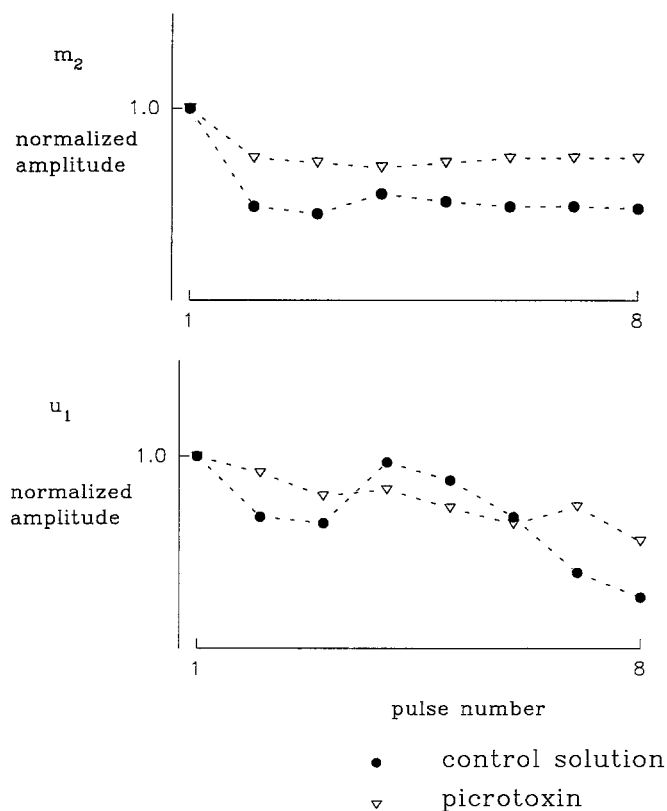 m2
1.0
normalized
amplitude
1
8
u1
1.0
normalized
amplitude
1
8
pulse number
control solution
picrotoxin